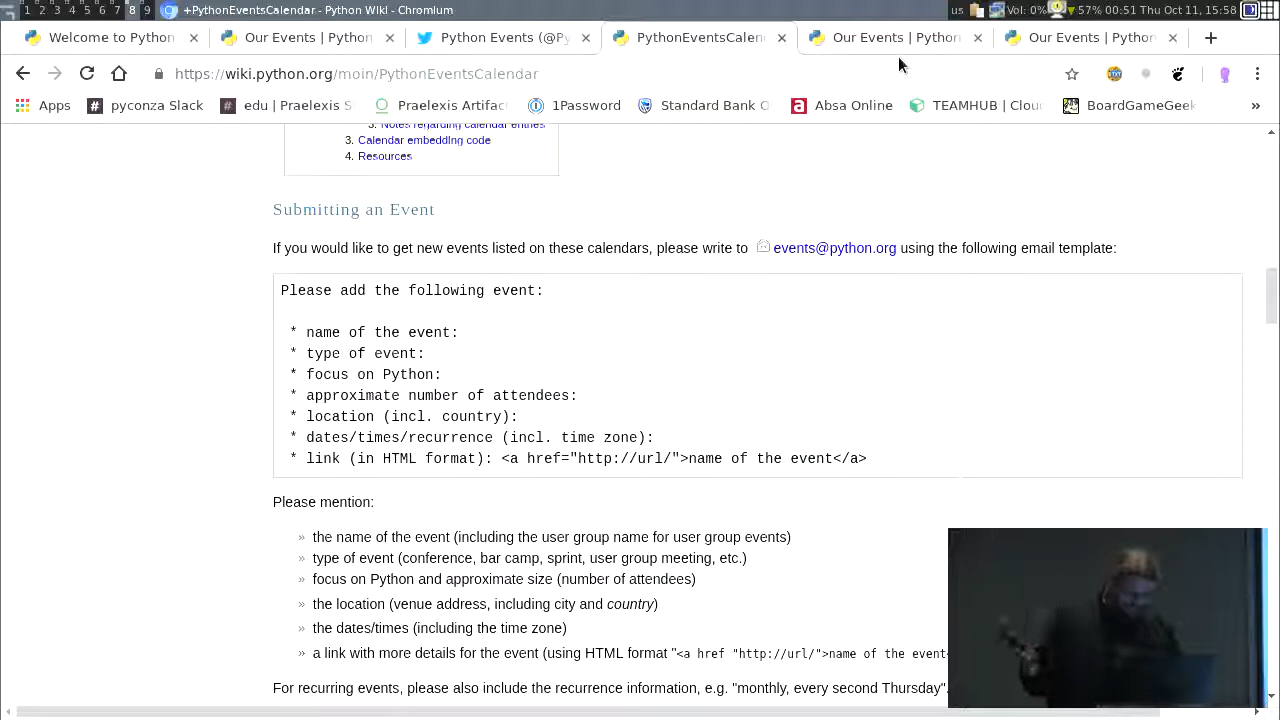 1 2 3 4 5 6 7 8 9 +PythonEventsCalendar - Python Wiki - Chromium us Vol: 0% 57% 00:51 Thu Oct 11, 15:58
Welcome to Python Our Events | Python Python Events (@Py PythonEventsCalen Our Events | Python Our Events | Python
https://wiki.python.org/moin/PythonEventsCalendar
Apps pyconza Slack edu | Praelexis S Praelexis Artifac 1Password Standard Bank O Absa Online TEAMHUB | Clou BoardGameGeek »
3. Notes regarding calendar entries
3. Calendar embedding code
4. Resources
Submitting an Event
If you would like to get new events listed on these calendars, please write to events@python.org using the following email template:
Please add the following event:
* name of the event:
* type of event:
* focus on Python:
* approximate number of attendees:
* location (incl. country):
* dates/times/recurrence (incl. time zone):
* link (in HTML format): <a href="http://url/">name of the event</a>
Please mention:
» the name of the event (including the user group name for user group events)
» type of event (conference, bar camp, sprint, user group meeting, etc.)
» focus on Python and approximate size (number of attendees)
» the location (venue address, including city and country)
» the dates/times (including the time zone)
» a link with more details for the event (using HTML format "<a href "http://url/">name of the event
For recurring events, please also include the recurrence information, e.g. "monthly, every second Thursday".